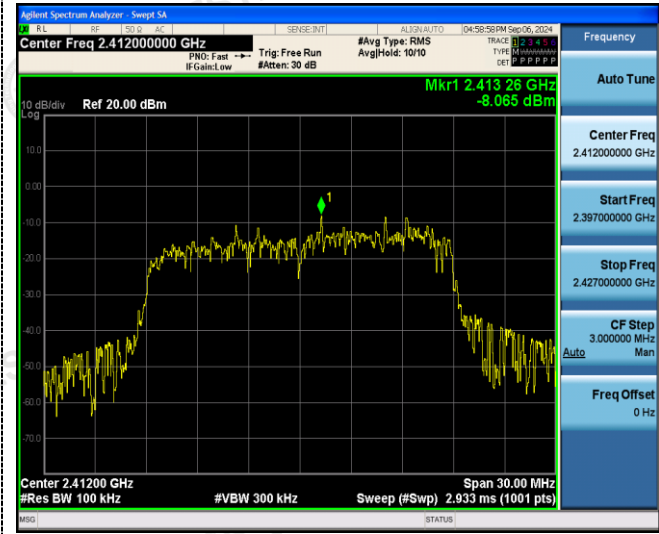 Agilent Spectrum Analyzer - Swept SA
RL RF 50 Ω AC SENSE:INT ALIGNAUTO 04:58:58PM Sep 06, 2024
Center Freq 2.412000000 GHz
PNO: Fast
IFGain:Low
Trig: Free Run
#Atten: 30 dB
#Avg Type: RMS
Avg|Hold: 10/10
TRACE 1 2 3 4 5 6
TYPE M
DET P P P P P P
Mkr1 2.413 26 GHz
-8.065 dBm
10 dB/div Ref 20.00 dBm
Log
10.0
0.00
-10.0
-20.0
-30.0
-40.0
-50.0
-60.0
-70.0
1
Center 2.41200 GHz Span 30.00 MHz
#Res BW 100 kHz #VBW 300 kHz Sweep (#Swp) 2.933 ms (1001 pts)
MSG STATUS
Frequency
Auto Tune
Center Freq
2.412000000 GHz
Start Freq
2.397000000 GHz
Stop Freq
2.427000000 GHz
CF Step
3.000000 MHz
Auto Man
Freq Offset
0 Hz